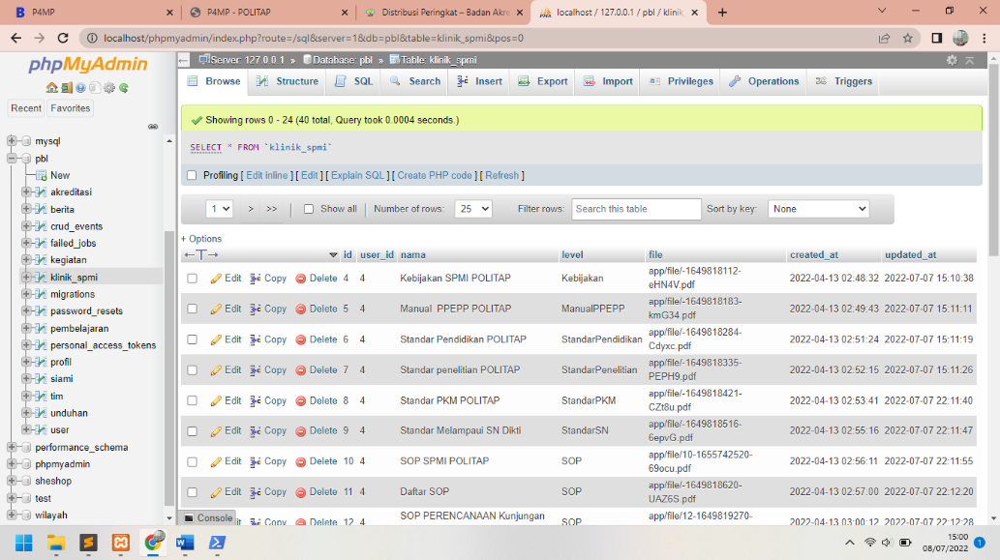 P4MP
P4MP - POLITAP
Distribusi Peringkat – Badan Akre
localhost / 127.0.0.1 / pbl / klinik_
localhost/phpmyadmin/index.php?route=/sql&server=1&db=pbl&table=klinik_spmi&pos=0
phpMyAdmin
Recent Favorites
mysql
pbl
New
akreditasi
berita
crud_events
failed_jobs
kegiatan
klinik_spmi
migrations
password_resets
pembelajaran
personal_access_tokens
profil
siami
tim
unduhan
user
performance_schema
phpmyadmin
sheshop
test
wilayah
Server: 127.0.0.1 » Database: pbl » Table: klinik_spmi
Browse Structure SQL Search Insert Export Import Privileges Operations Triggers
Showing rows 0 - 24 (40 total, Query took 0.0004 seconds.)
SELECT * FROM `klinik_spmi`
Profiling [ Edit inline ] [ Edit ] [ Explain SQL ] [ Create PHP code ] [ Refresh ]
1 > >> Show all Number of rows: 25 Filter rows: Search this table Sort by key: None
+ Options
←T→ id user_id nama level file created_at updated_at
Edit Copy Delete 4 4 Kebijakan SPMI POLITAP Kebijakan app/file/-1649818112-eHN4V.pdf 2022-04-13 02:48:32 2022-07-07 15:10:38
Edit Copy Delete 5 4 Manual PPEPP POLITAP ManualPPEPP app/file/-1649818183-kmG34.pdf 2022-04-13 02:49:43 2022-07-07 15:11:11
Edit Copy Delete 6 4 Standar Pendidikan POLITAP StandarPendidikan app/file/-1649818284-Cdyxc.pdf 2022-04-13 02:51:24 2022-07-07 15:11:19
Edit Copy Delete 7 4 Standar penelitian POLITAP StandarPenelitian app/file/-1649818335-PEPH9.pdf 2022-04-13 02:52:15 2022-07-07 15:11:26
Edit Copy Delete 8 4 Standar PKM POLITAP StandarPKM app/file/-1649818421-CZt8u.pdf 2022-04-13 02:53:41 2022-07-07 22:11:40
Edit Copy Delete 9 4 Standar Melampaui SN Dikti StandarSN app/file/-1649818516-6epvG.pdf 2022-04-13 02:55:16 2022-07-07 22:11:47
Edit Copy Delete 10 4 SOP SPMI POLITAP SOP app/file/10-1655742520-69ocu.pdf 2022-04-13 02:56:11 2022-07-07 22:11:55
Edit Copy Delete 11 4 Daftar SOP SOP app/file/-1649818620-UAZ6S.pdf 2022-04-13 02:57:00 2022-07-07 22:12:20
Edit Copy Delete 12 4 SOP PERENCANAAN Kunjungan SOP app/file/12-1649819270- 2022-04-13 03:00:12 2022-07-07 22:12:28
Console
15:00
08/07/2022
1